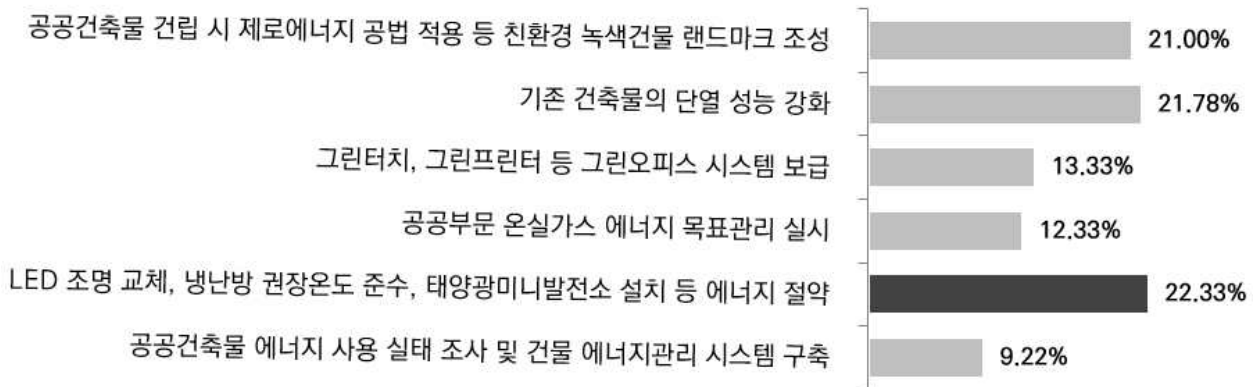 공공건축물 건립 시 제로에너지 공법 적용 등 친환경 녹색건물 랜드마크 조성 21.00%
기존 건축물의 단열 성능 강화 21.78%
그린터치, 그린프린터 등 그린오피스 시스템 보급 13.33%
공공부문 온실가스 에너지 목표관리 실시 12.33%
LED 조명 교체, 냉난방 권장온도 준수, 태양광미니발전소 설치 등 에너지 절약 22.33%
공공건축물 에너지 사용 실태 조사 및 건물 에너지관리 시스템 구축 9.22%